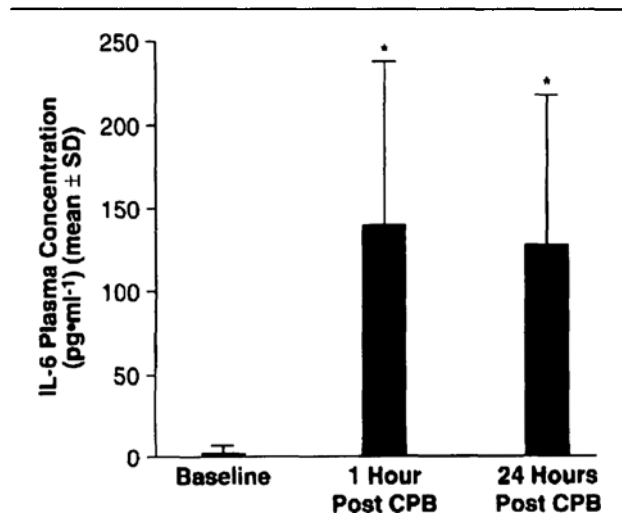 IL-6 Plasma Concentration
(pg•ml-1) (mean ± SD)
250
200
150
100
50
0
*
*
Baseline
1 Hour
Post CPB
24 Hours
Post CPB